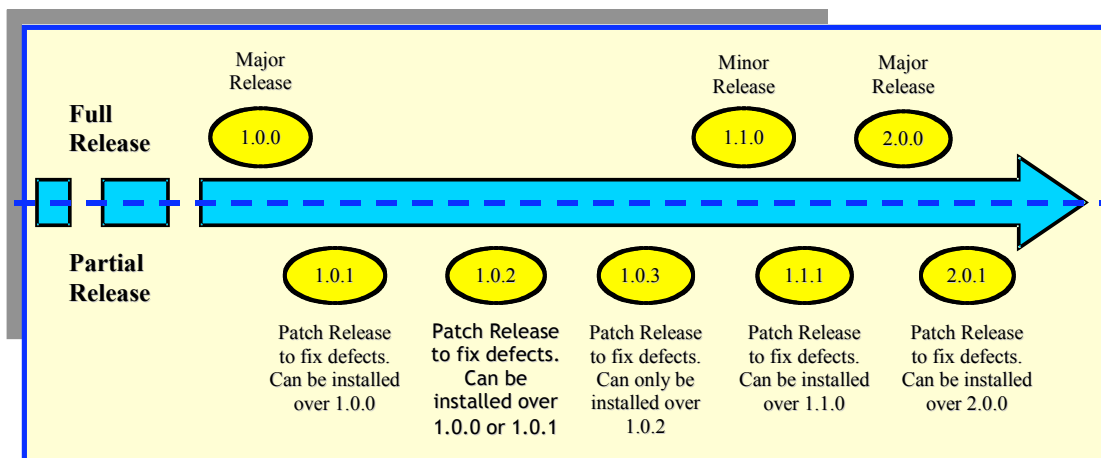 Major
Release
Minor
Release
Major
Release
Full
Release
1.0.0
1.1.0
2.0.0
Partial
Release
1.0.1
1.0.2
1.0.3
1.1.1
2.0.1
Patch Release
to fix defects.
Can be installed
over 1.0.0
Patch Release
to fix defects.
Can be
installed over
1.0.0 or 1.0.1
Patch Release
to fix defects.
Can only be
installed over
1.0.2
Patch Release
to fix defects.
Can be installed
over 1.1.0
Patch Release
to fix defects.
Can be installed
over 2.0.0